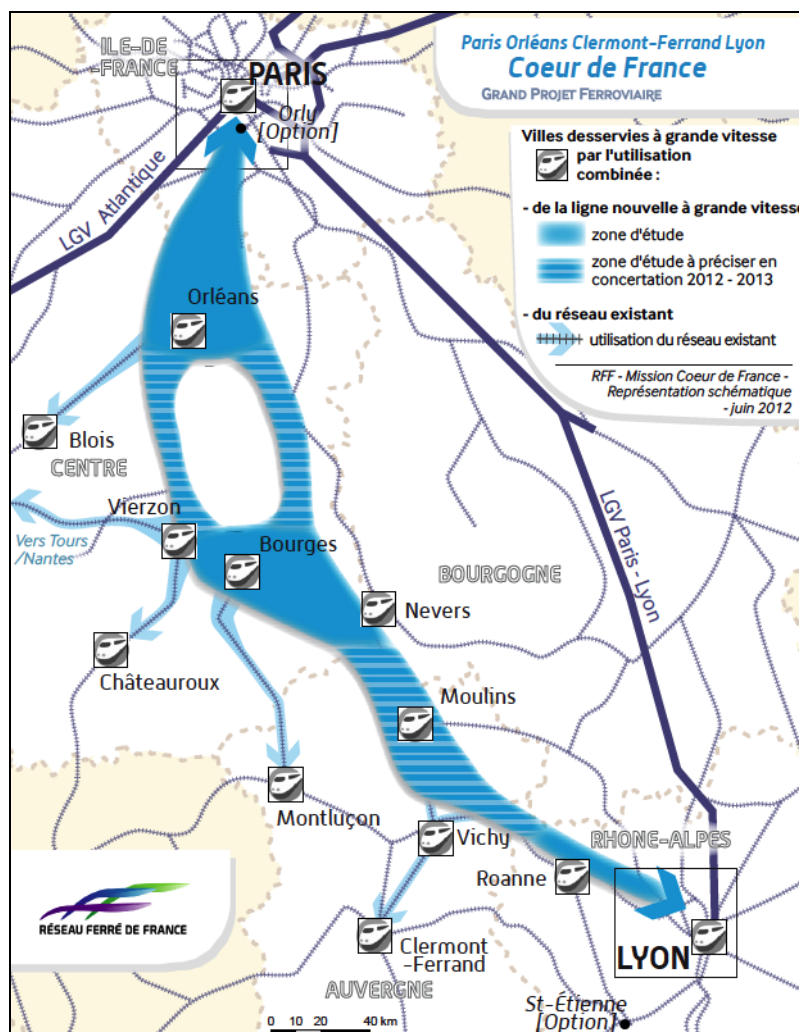 Paris Orléans Clermont-Ferrand Lyon
Coeur de France
GRAND PROJET FERROVIAIRE
Villes desservies à grande vitesse
par l'utilisation
combinée :
- de la ligne nouvelle à grande vitesse
zone d'étude
zone d'étude à préciser en
concertation 2012 - 2013
- du réseau existant
utilisation du réseau existant
RFF - Mission Coeur de France -
Représentation schématique
- juin 2012
ILE-DE
-FRANCE
PARIS
Orly
[Option]
LGV Atlantique
Orléans
Blois
CENTRE
Vierzon
Vers Tours
/Nantes
Bourges
BOURGOGNE
LGV Paris - Lyon
Nevers
Châteauroux
Moulins
Montluçon
Vichy
RHONE-ALPES
Roanne
RÉSEAU FERRÉ DE FRANCE
Clermont
-Ferrand
LYON
AUVERGNE
St-Étienne
[Option]
0 10 20 40 km